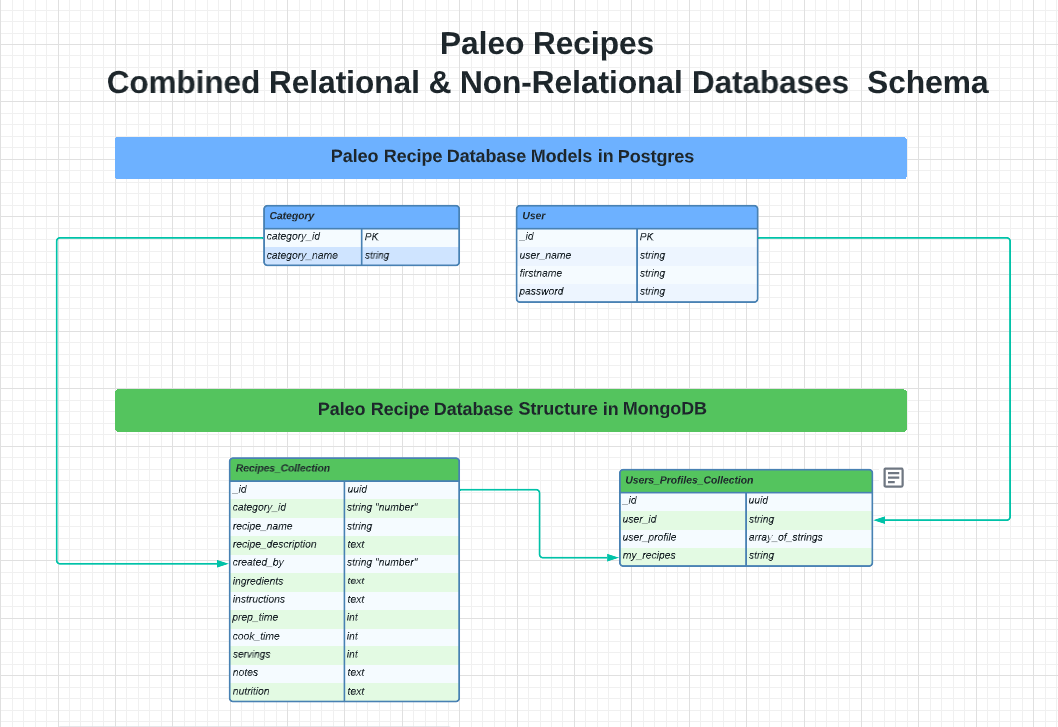 Paleo Recipes
Combined Relational & Non-Relational Databases Schema
Paleo Recipe Database Models in Postgres
Category
category_id PK
category_name string
User
_id PK
user_name string
firstname string
password string
Paleo Recipe Database Structure in MongoDB
Recipes_Collection
_id uuid
category_id string "number"
recipe_name string
recipe_description text
created_by string "number"
ingredients text
instructions text
prep_time int
cook_time int
servings int
notes text
nutrition text
Users_Profiles_Collection
_id uuid
user_id string
user_profile array_of_strings
my_recipes string